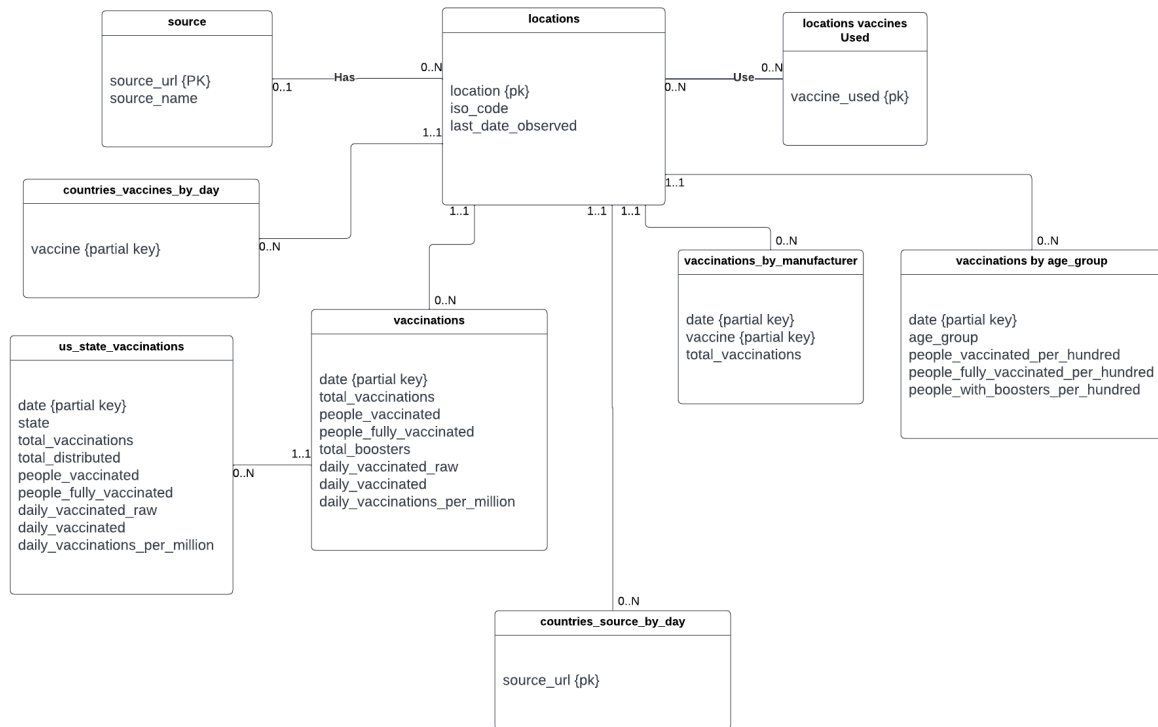 source
source_url {PK}
source_name
0..1
Has
0..N
locations
location {pk}
iso_code
last_date_observed
0..N
Use
0..N
locations vaccines
Used
vaccine_used {pk}
1..1
countries_vaccines_by_day
vaccine {partial key}
0..N
1..1
1..1
1..1
1..1
0..N
vaccinations_by_manufacturer
date {partial key}
vaccine {partial key}
total_vaccinations
0..N
vaccinations by age_group
date {partial key}
age_group
people_vaccinated_per_hundred
people_fully_vaccinated_per_hundred
people_with_boosters_per_hundred
0..N
vaccinations
date {partial key}
total_vaccinations
people_vaccinated
people_fully_vaccinated
total_boosters
daily_vaccinated_raw
daily_vaccinated
daily_vaccinations_per_million
us_state_vaccinations
date {partial key}
state
total_vaccinations
total_distributed
people_vaccinated
people_fully_vaccinated
daily_vaccinated_raw
daily_vaccinated
daily_vaccinations_per_million
0..N
1..1
0..N
countries_source_by_day
source_url {pk}